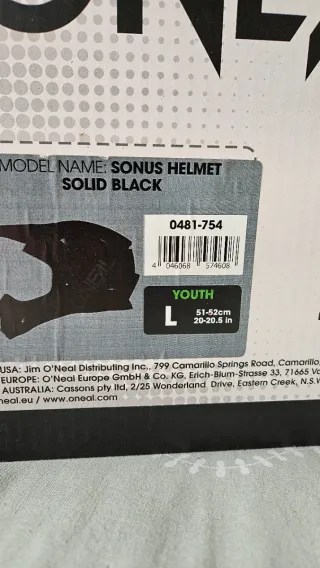 ONEAL
MODEL NAME: SONUS HELMET
SOLID BLACK
0481-754
4 046068 574608
YOUTH
L
51-52cm
20-20.5 in
USA: Jim O'Neal Distributing Inc., 799 Camarillo Springs Road, Camarillo,
EUROPE: O'Neal Europe GmbH & Co. KG, Erich-Blum-Strasse 33, 71665 Va
AUSTRALIA: Cassons pty ltd, 2/25 Wonderland Drive, Eastern Creek, N.S.W
neal.eu / www.oneal.com